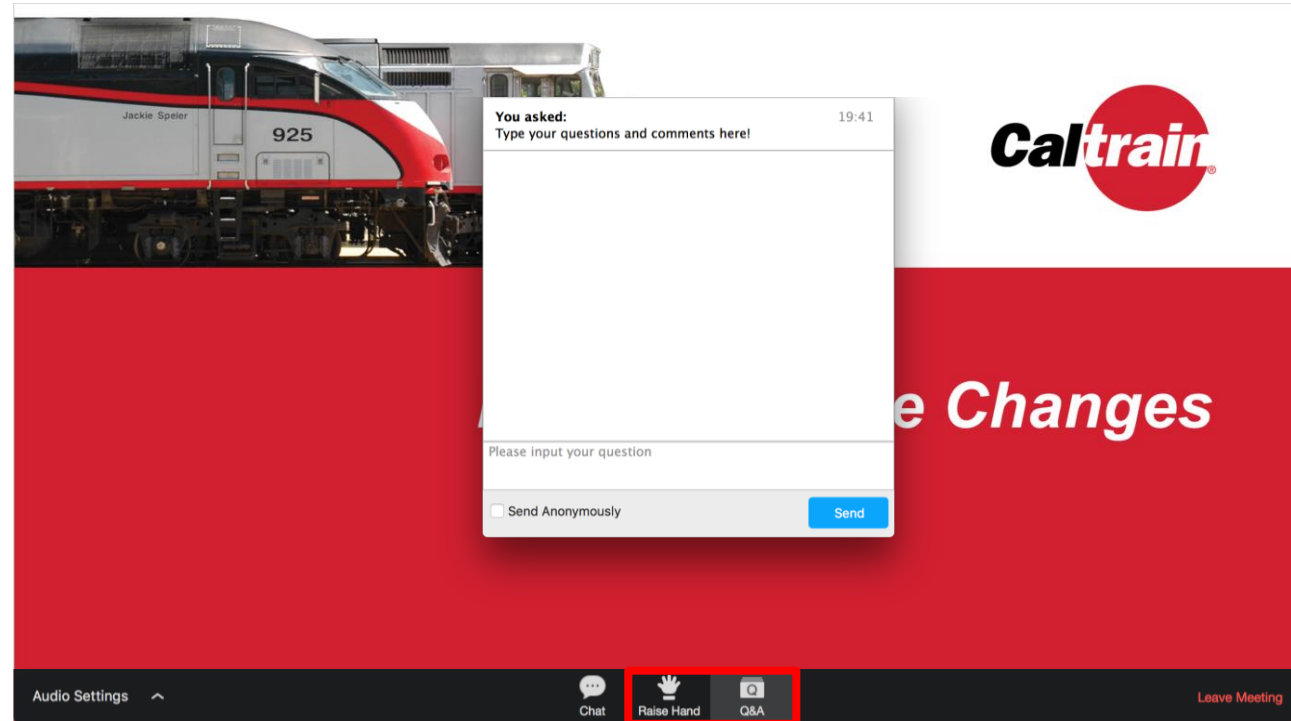 Jackie Speier
925
Caltrain®
You asked:
19:41
Type your questions and comments here!
e Changes
Please input your question
Send Anonymously
Send
Audio Settings
Chat
Raise Hand
Q
Q&A
Leave Meeting